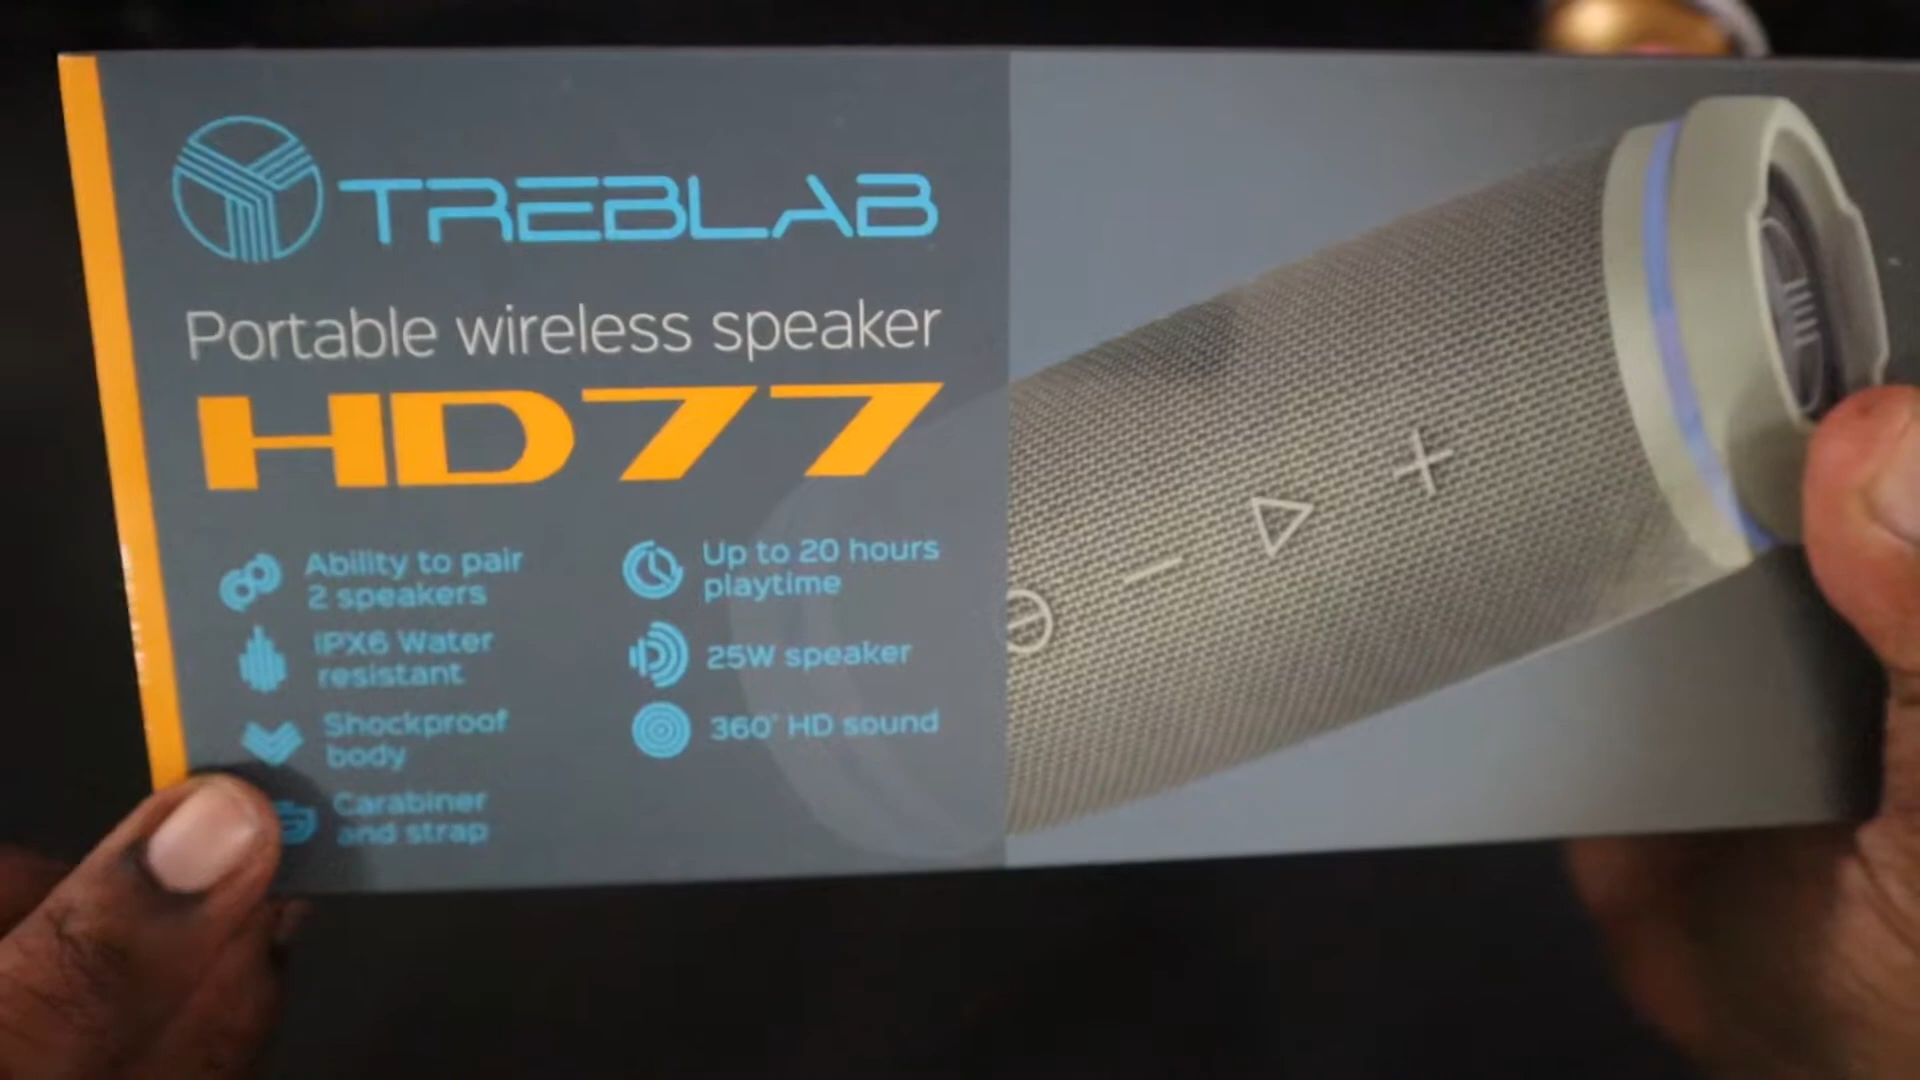 TREBLAB
Portable wireless speaker
HD77
Ability to pair
2 speakers
IPX6 Water
resistant
Shockproof
body
Carabiner
and strap
Up to 20 hours
playtime
25W speaker
360° HD sound